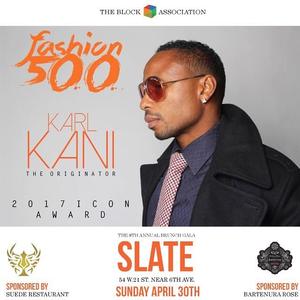 THE BLOCK ASSOCIATION
fashion
500
KARL
KANI
THE ORIGINATOR
2017 ICON
AWARD
THE 8TH ANNUAL BRUNCH GALA
SLATE
54 W.21 ST. NEAR 6TH AVE.
SUNDAY APRIL 30TH
SPONSORED BY
SUEDE RESTAURANT
SPONSORED BY
BARTENURA ROSE